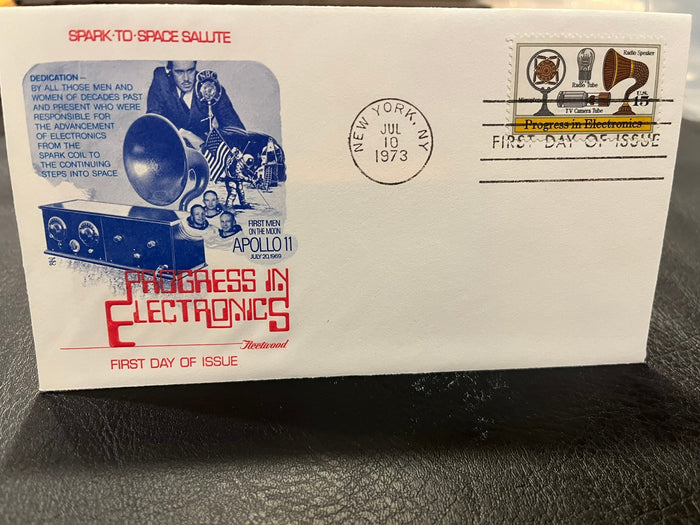 SPARK-TO-SPACE SALUTE
DEDICATION—
BY ALL THOSE MEN AND
WOMEN OF DECADES PAST
AND PRESENT WHO WERE
RESPONSIBLE FOR
THE ADVANCEMENT
OF ELECTRONICS
FROM THE
SPARK COIL TO
THE CONTINUING
STEPS INTO SPACE
FIRST MEN
ON THE MOON
APOLLO 11
JULY 20, 1969
PROGRESS IN
ELECTRONICS
Fleetwood
FIRST DAY OF ISSUE
NEW YORK, NY
JUL
10
1973
Radio Speaker
Radio Tube
U.S.
15
TV Camera Tube
Progress in Electronics
FIRST DAY OF ISSUE